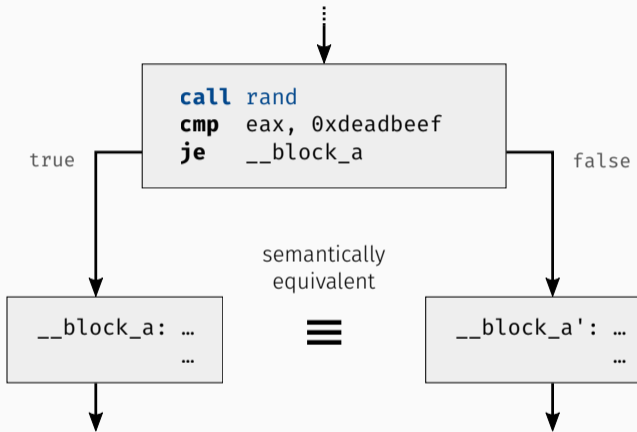 call rand
cmp eax, 0xdeadbeef
je __block_a
true
false
semantically
equivalent
≡
__block_a: …
…
__block_a': …
…